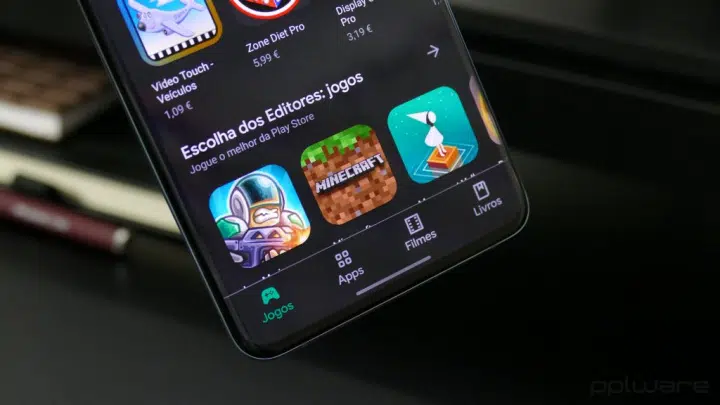 Video Touch -
Veículos
1,09 €
Zone Diet Pro
5,99 €
Display
Pro
3,19 €
Escolha dos Editores: jogos
Jogue o melhor da Play Store
MINECRAFT
Jogos
Apps
Filmes
Livros
pplware